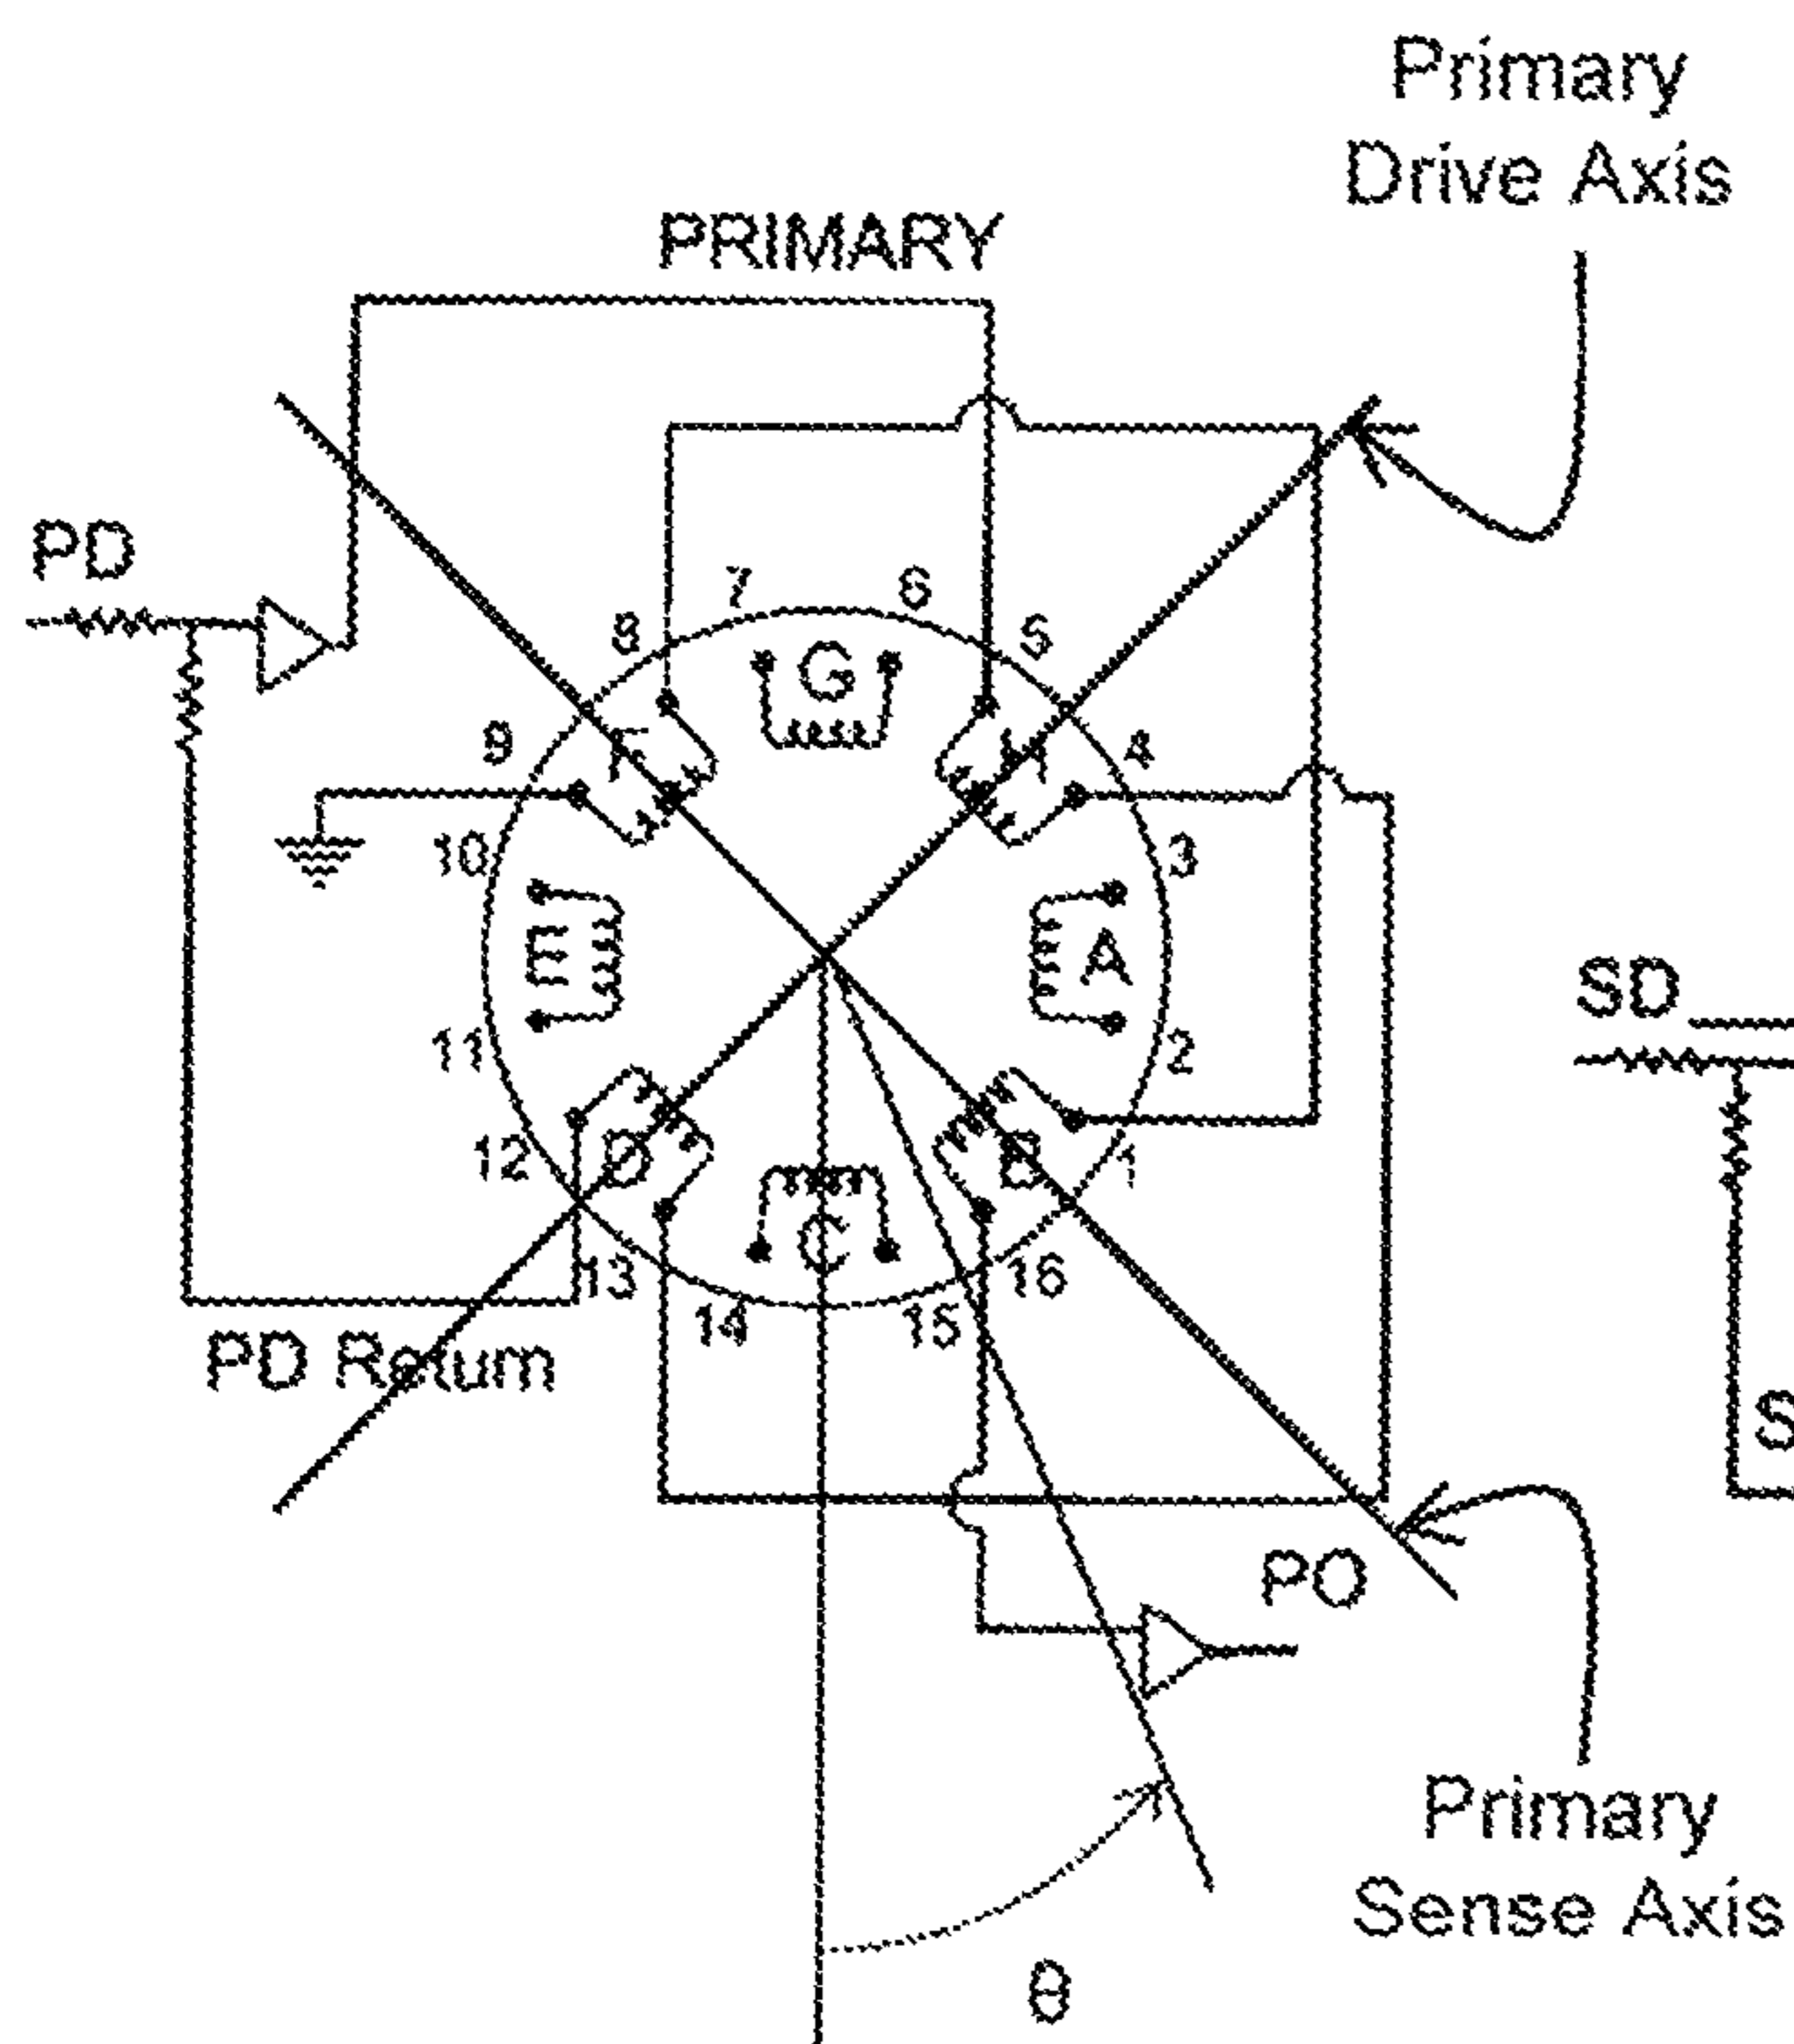 Primary
Drive Axis
PRIMARY
PD
7
6
8
5
G
9
F
H
4
10
3
E
A
SD
11
2
12
D
B
1
C
13
16
14
15
PD Return
S
PO
Primary
Sense Axis
θ